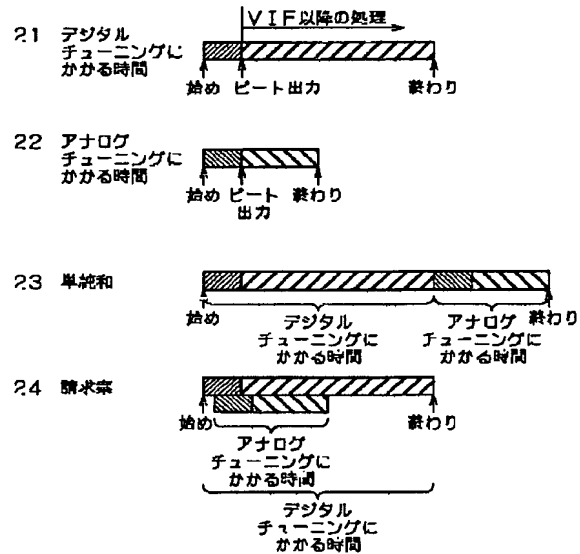 VIF以降の処理
21 デジタル
チューニングに
かかる時間
始め ビート出力 終わり
22 アナログ
チューニングに
かかる時間
始め ビート 終わり
出力
23 単純和
始め 終わり
デジタル アナログ
チューニングに チューニングに
かかる時間 かかる時間
24 請求案
始め 終わり
アナログ
チューニングに
かかる時間
デジタル
チューニングに
かかる時間